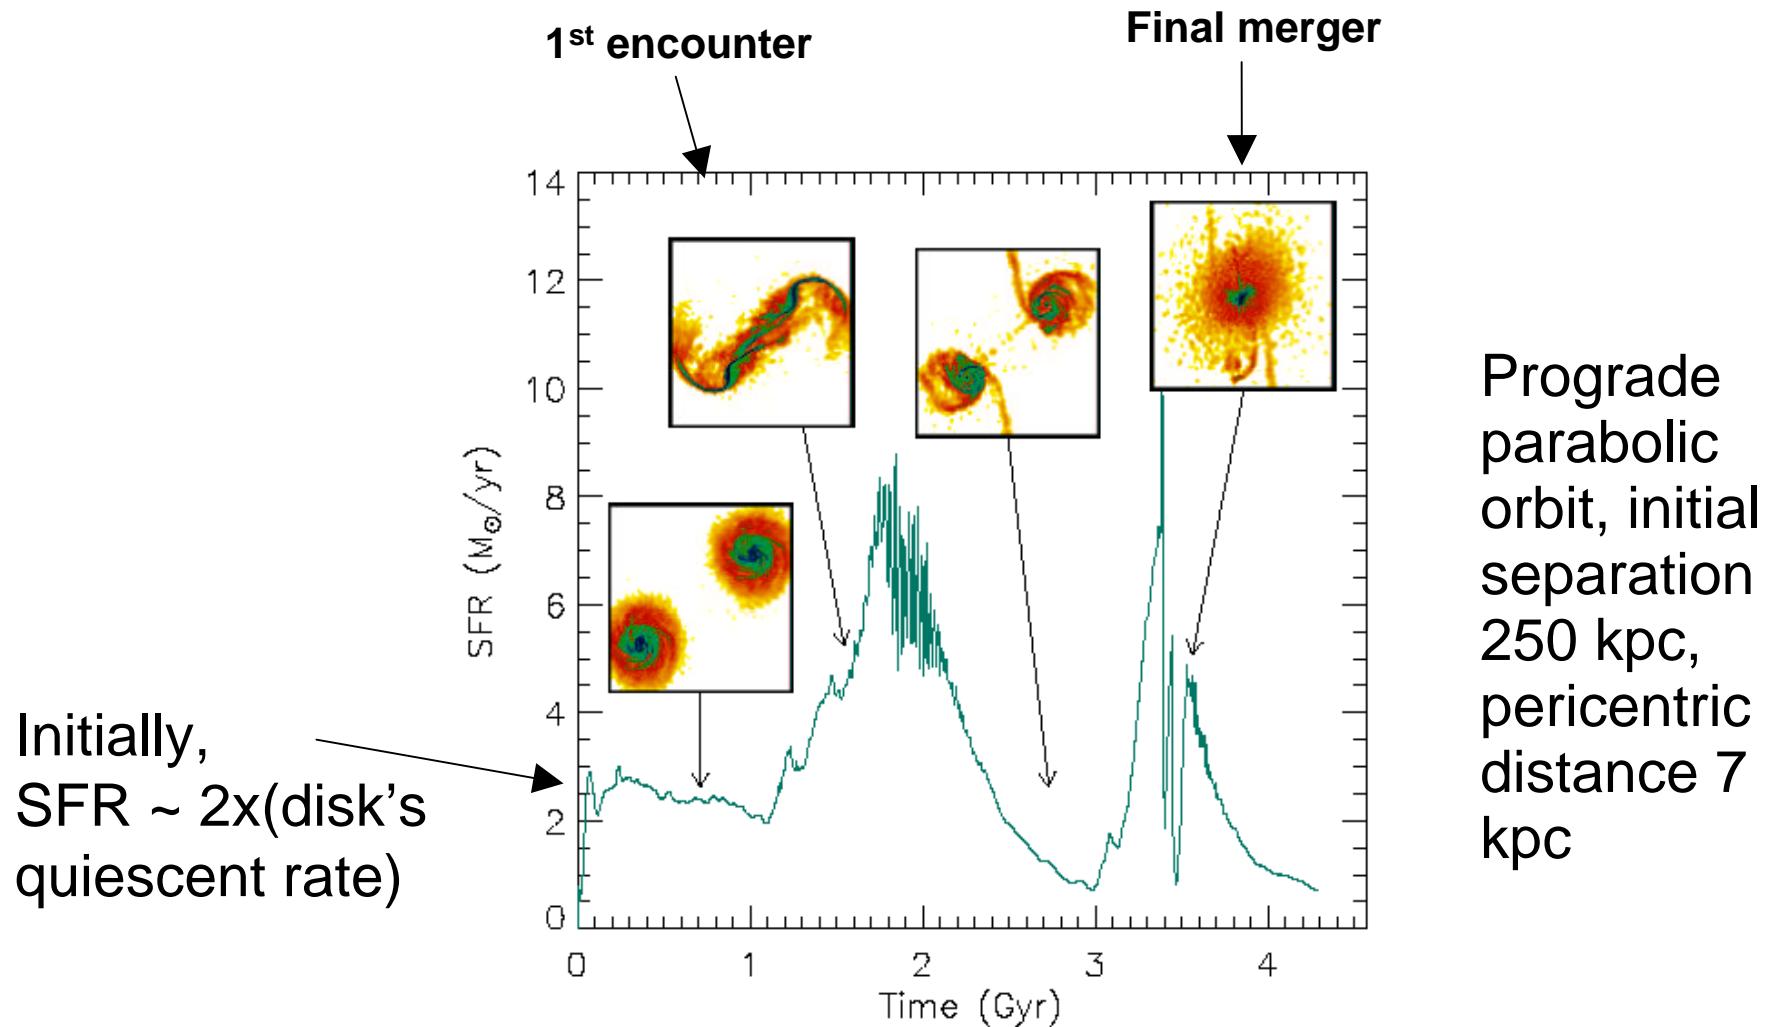 1st encounter
Final merger
14
12
10
8
6
4
2
0
SFR (M⊙/yr)
0 1 2 3 4
Time (Gyr)
Initially,
SFR ~ 2x(disk's
quiescent rate)
Prograde
parabolic
orbit, initial
separation
250 kpc,
pericentric
distance 7
kpc